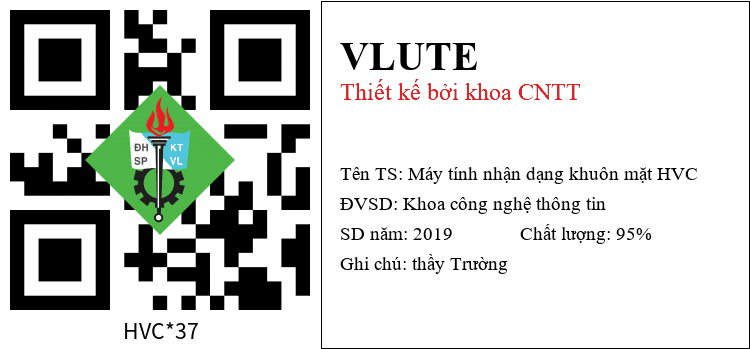 ĐH KT
SP VL
HVC*37
VLUTE
Thiết kế bởi khoa CNTT
Tên TS: Máy tính nhận dạng khuôn mặt HVC
ĐVSD: Khoa công nghệ thông tin
SD năm: 2019 Chất lượng: 95%
Ghi chú: thầy Trường